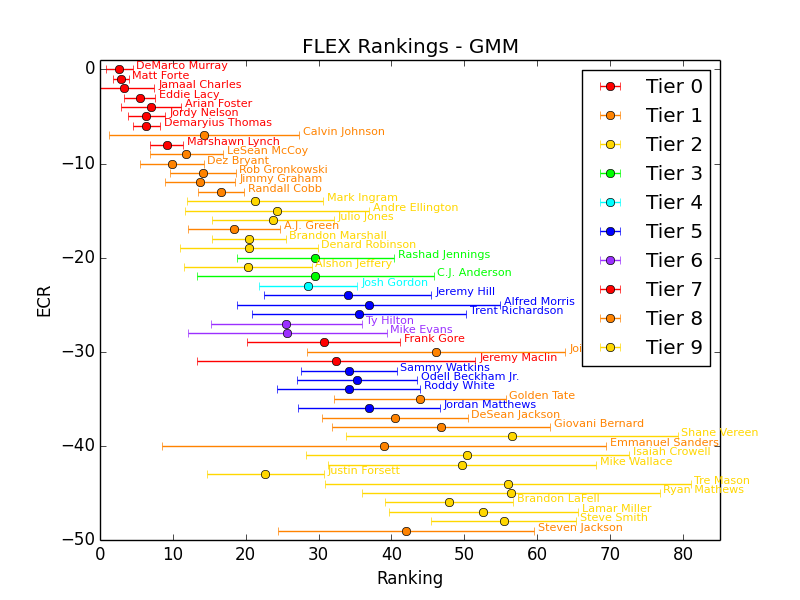 FLEX Rankings - GMM
DeMarco Murray
Matt Forte
Jamaal Charles
Eddie Lacy
Arian Foster
Jordy Nelson
Demaryius Thomas
Calvin Johnson
Marshawn Lynch
LeSean McCoy
Dez Bryant
Rob Gronkowski
Jimmy Graham
Randall Cobb
Mark Ingram
Andre Ellington
Julio Jones
A.J. Green
Brandon Marshall
Denard Robinson
Rashad Jennings
Alshon Jeffery
C.J. Anderson
Josh Gordon
Jeremy Hill
Alfred Morris
Trent Richardson
Ty Hilton
Mike Evans
Frank Gore
Jeremy Maclin
Sammy Watkins
Odell Beckham Jr.
Roddy White
Golden Tate
Jordan Matthews
DeSean Jackson
Giovani Bernard
Shane Vereen
Emmanuel Sanders
Isaiah Crowell
Mike Wallace
Justin Forsett
Tre Mason
Ryan Mathews
Brandon LaFell
Lamar Miller
Steve Smith
Steven Jackson
Tier 0
Tier 1
Tier 2
Tier 3
Tier 4
Tier 5
Tier 6
Tier 7
Tier 8
Tier 9
0
−10
−20
−30
−40
−50
ECR
0 10 20 30 40 50 60 70 80
Ranking